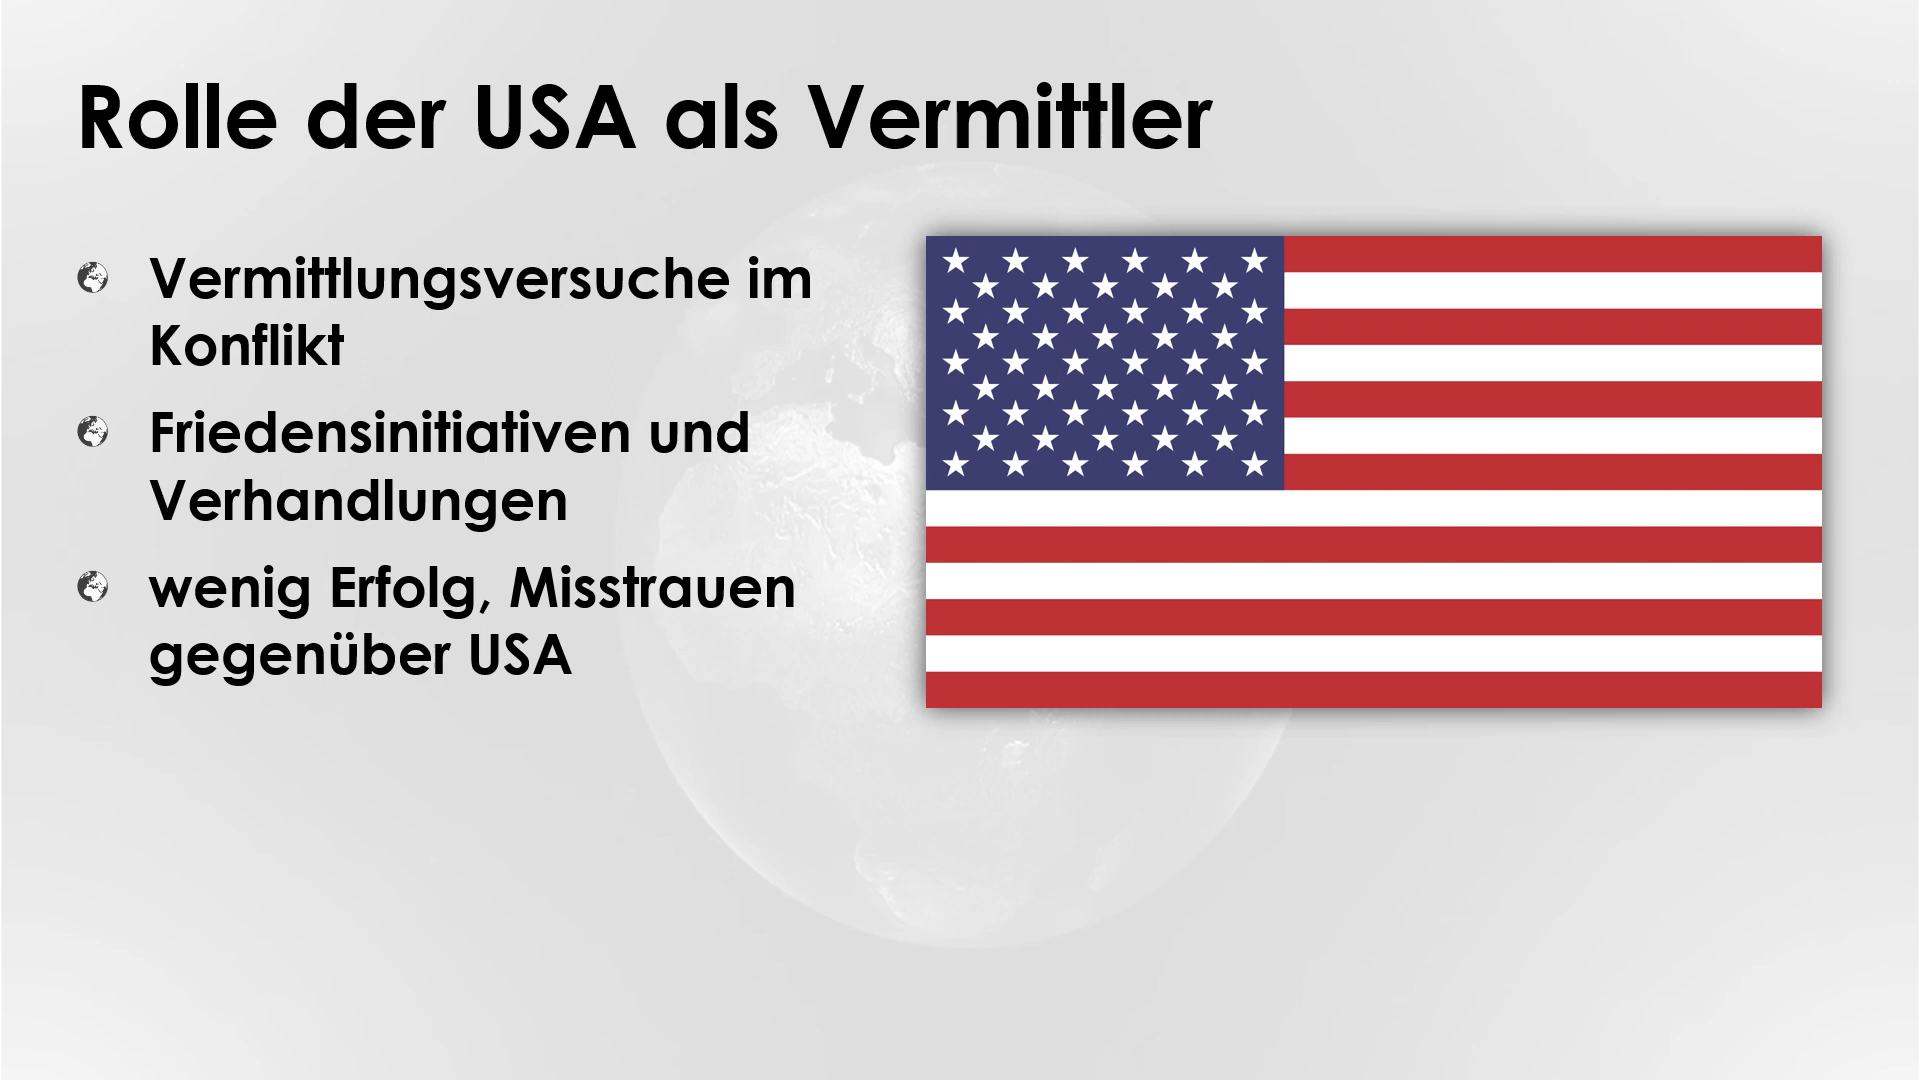 Rolle der USA als Vermittler
Vermittlungsversuche im
Konflikt
Friedensinitiativen und
Verhandlungen
wenig Erfolg, Misstrauen
gegenüber USA